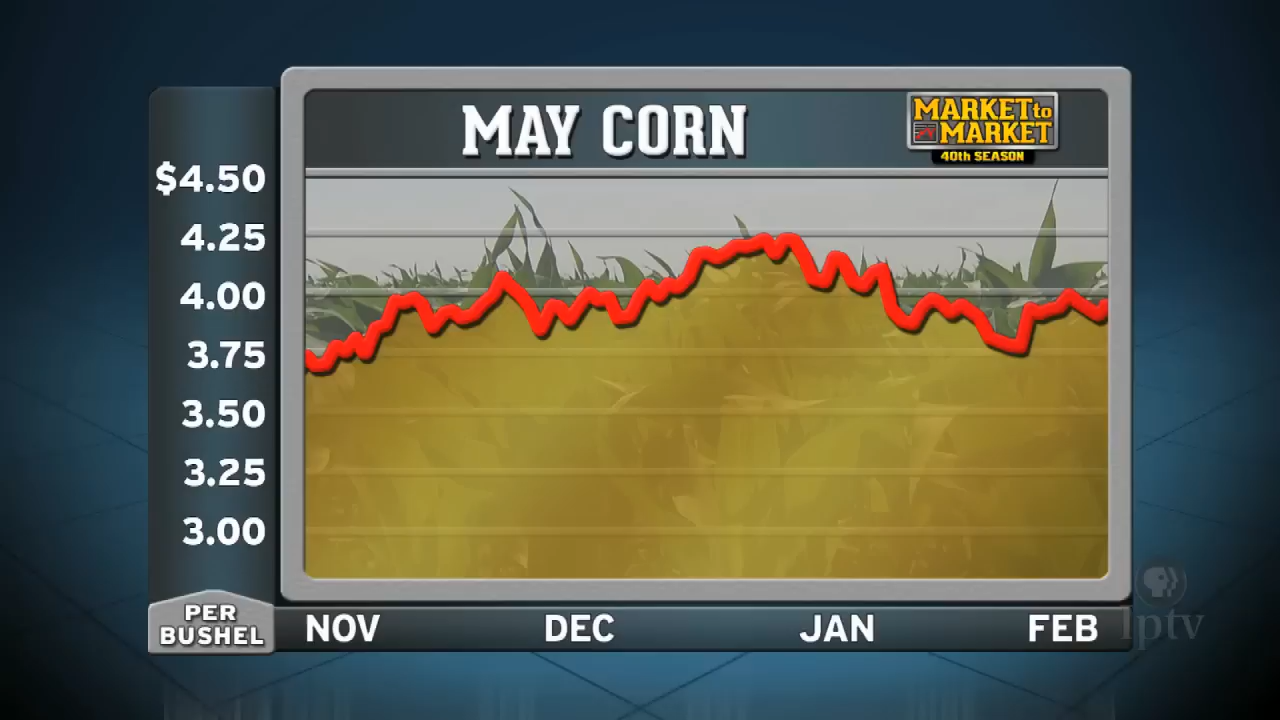 MAY CORN
MARKET to
MARKET
40th SEASON
$4.50
4.25
4.00
3.75
3.50
3.25
3.00
PER
BUSHEL
NOV DEC JAN FEB
Iptv